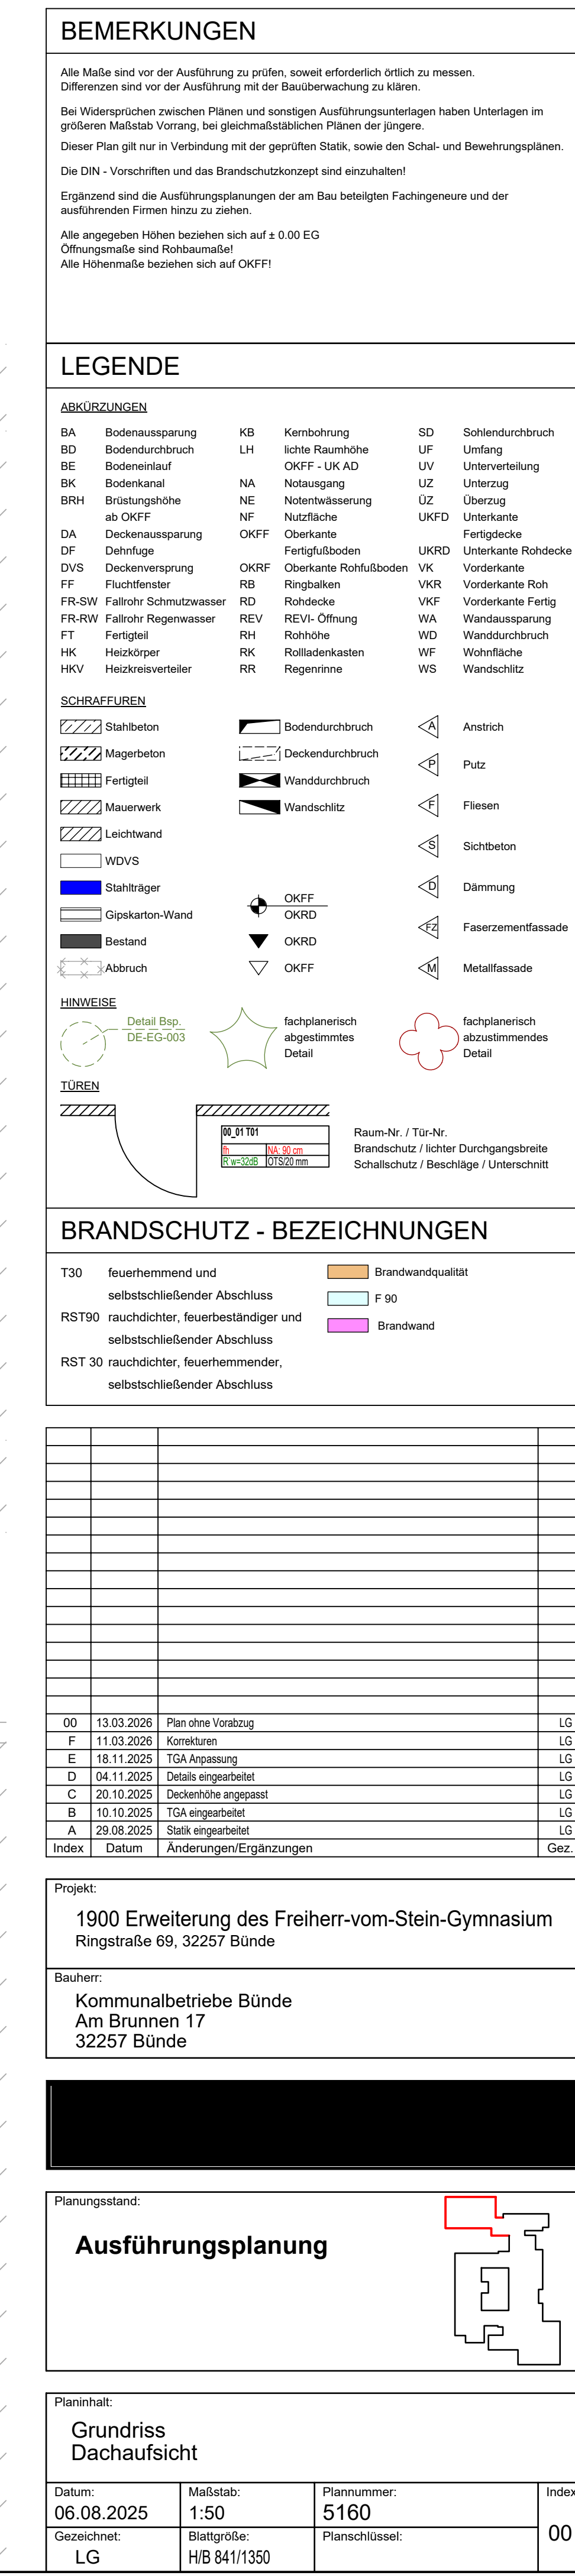 BEMERKUNGEN
Alle Maße sind vor der Ausführung zu prüfen, soweit erforderlich örtlich zu messen.
Differenzen sind vor der Ausführung mit der Bauüberwachung zu klären.
Bei Widersprüchen zwischen Plänen und sonstigen Ausführungsunterlagen haben Unterlagen im
größeren Maßstab Vorrang, bei gleichmaßstäblichen Plänen der jüngere.
Dieser Plan gilt nur in Verbindung mit der geprüften Statik, sowie den Schal- und Bewehrungsplänen.
Die DIN - Vorschriften und das Brandschutzkonzept sind einzuhalten!
Ergänzend sind die Ausführungsplanungen der am Bau beteilgten Fachingeneure und der
ausführenden Firmen hinzu zu ziehen.
Alle angegeben Höhen beziehen sich auf ± 0.00 EG
Öffnungsmaße sind Rohbaumaße!
Alle Höhenmaße beziehen sich auf OKFF!
LEGENDE
ABKÜRZUNGEN
BA Bodenaussparung KB Kernbohrung SD Sohlendurchbruch
BD Bodendurchbruch LH lichte Raumhöhe UF Umfang
BE Bodeneinlauf OKFF - UK AD UV Unterverteilung
BK Bodenkanal NA Notausgang UZ Unterzug
BRH Brüstungshöhe NE Notentwässerung ÜZ Überzug
ab OKFF NF Nutzfläche UKFD Unterkante
DA Deckenaussparung OKFF Oberkante Fertigdecke
DF Dehnfuge Fertigfußboden UKRD Unterkante Rohdecke
DVS Deckenversprung OKRF Oberkante Rohfußboden VK Vorderkante
FF Fluchtfenster RB Ringbalken VKR Vorderkante Roh
FR-SW Fallrohr Schmutzwasser RD Rohdecke VKF Vorderkante Fertig
FR-RW Fallrohr Regenwasser REV REVI- Öffnung WA Wandaussparung
FT Fertigteil RH Rohhöhe WD Wanddurchbruch
HK Heizkörper RK Rollladenkasten WF Wohnfläche
HKV Heizkreisverteiler RR Regenrinne WS Wandschlitz
SCHRAFFUREN
Stahlbeton Bodendurchbruch A Anstrich
Magerbeton Deckendurchbruch P Putz
Fertigteil Wanddurchbruch
Mauerwerk Wandschlitz F Fliesen
Leichtwand S Sichtbeton
WDVS
Stahlträger OKFF D Dämmung
Gipskarton-Wand OKRD FZ Faserzementfassade
Bestand OKRD
Abbruch OKFF M Metallfassade
HINWEISE
Detail Bsp. fachplanerisch fachplanerisch
DE-EG-003 abgestimmtes abzustimmendes
Detail Detail
TÜREN
00_01 T01 Raum-Nr. / Tür-Nr.
fh NA: 90 cm Brandschutz / lichter Durchgangsbreite
R'w=32dB OTS/20 mm Schallschutz / Beschläge / Unterschnitt
BRANDSCHUTZ - BEZEICHNUNGEN
T30 feuerhemmend und Brandwandqualität
selbstschließender Abschluss F 90
RST90 rauchdichter, feuerbeständiger und Brandwand
selbstschließender Abschluss
RST 30 rauchdichter, feuerhemmender,
selbstschließender Abschluss
00 13.03.2026 Plan ohne Vorabzug LG
F 11.03.2026 Korrekturen LG
E 18.11.2025 TGA Anpassung LG
D 04.11.2025 Details eingearbeitet LG
C 20.10.2025 Deckenhöhe angepasst LG
B 10.10.2025 TGA eingearbeitet LG
A 29.08.2025 Statik eingearbeitet LG
Index Datum Änderungen/Ergänzungen Gez.
Projekt:
1900 Erweiterung des Freiherr-vom-Stein-Gymnasium
Ringstraße 69, 32257 Bünde
Bauherr:
Kommunalbetriebe Bünde
Am Brunnen 17
32257 Bünde
Planungsstand:
Ausführungsplanung
Planinhalt:
Grundriss
Dachaufsicht
Datum: Maßstab: Plannummer: Index
06.08.2025 1:50 5160 00
Gezeichnet: Blattgröße: Planschlüssel:
LG H/B 841/1350